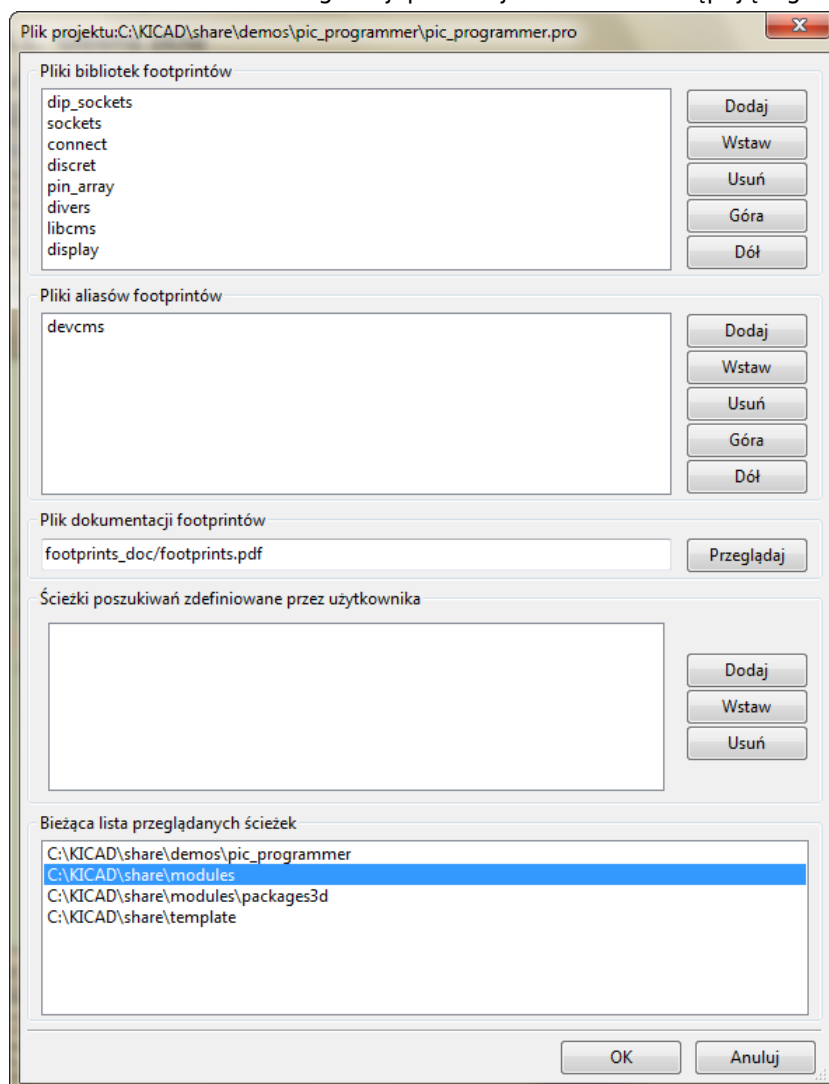 Plik projektu:C:\KICAD\share\demos\pic_programmer\pic_programmer.pro
Pliki bibliotek footprintów
dip_sockets
sockets
connect
discret
pin_array
divers
libcms
display
Dodaj
Wstaw
Usuń
Góra
Dół
Pliki aliasów footprintów
devcms
Dodaj
Wstaw
Usuń
Góra
Dół
Plik dokumentacji footprintów
footprints_doc/footprints.pdf
Przeglądaj
Ścieżki poszukiwań zdefiniowane przez użytkownika
Dodaj
Wstaw
Usuń
Bieżąca lista przeglądanych ścieżek
C:\KICAD\share\demos\pic_programmer
C:\KICAD\share\modules
C:\KICAD\share\modules\packages3d
C:\KICAD\share\template
OK Anuluj